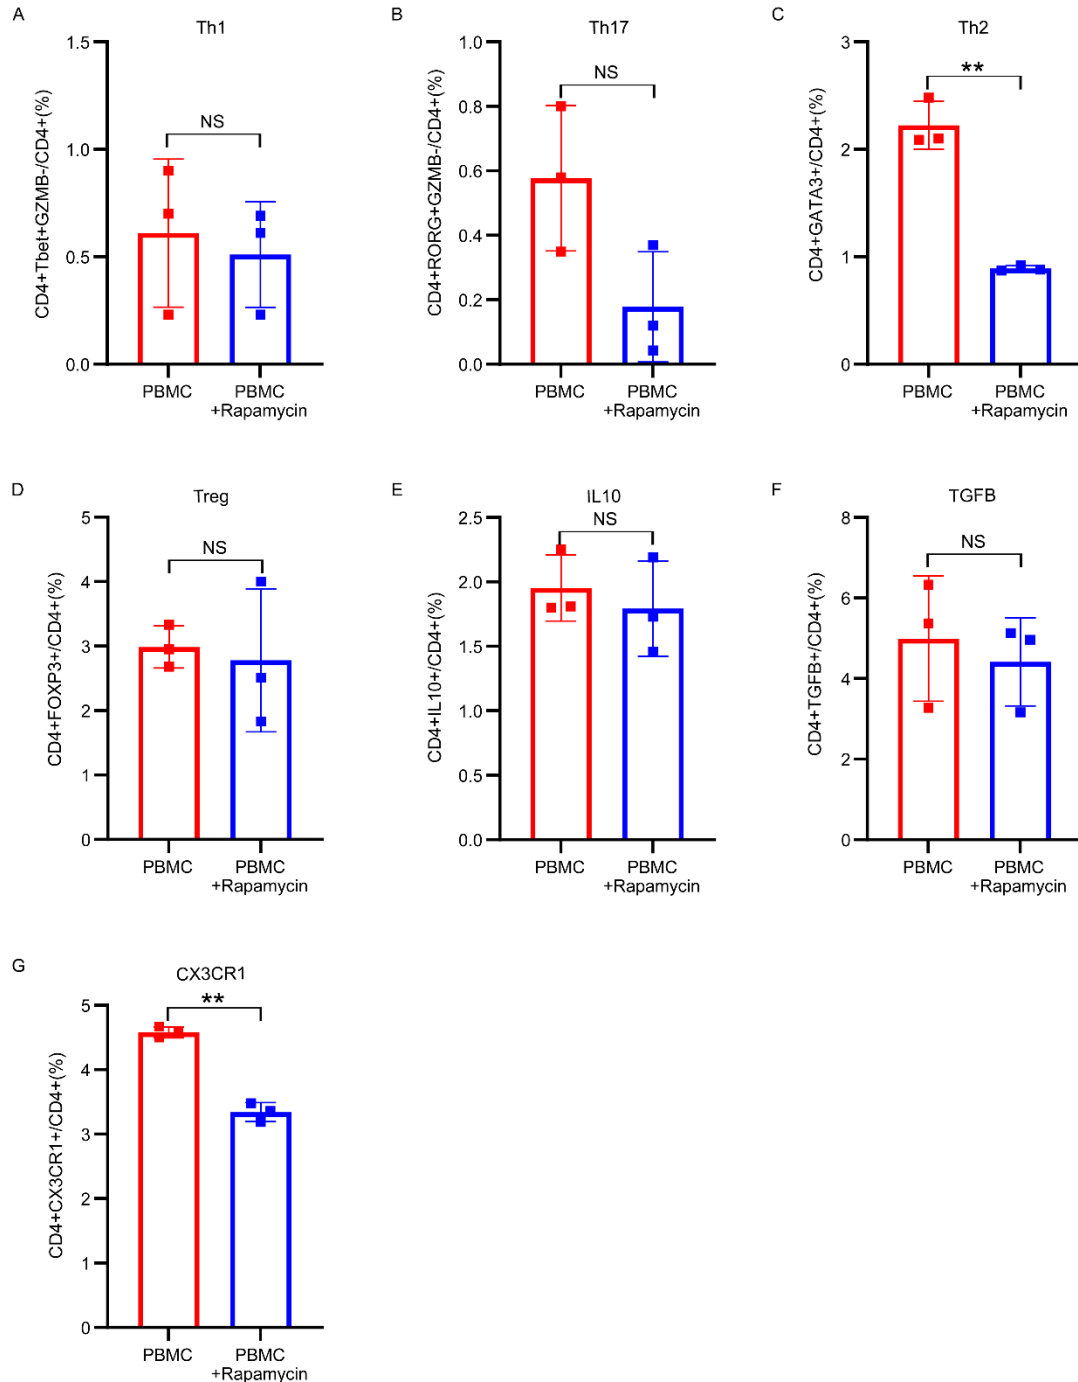 A
Th1
CD4+Tbet+GZMB-/CD4+(%)
1.5
1.0
0.5
0.0
NS
PBMC
PBMC
+Rapamycin
B
Th17
CD4+RORG+GZMB-/CD4+(%)
1.0
0.8
0.6
0.4
0.2
0.0
NS
PBMC
PBMC
+Rapamycin
C
Th2
CD4+GATA3+/CD4+(%)
3
2
1
0
**
PBMC
PBMC
+Rapamycin
D
Treg
CD4+FOXP3+/CD4+(%)
5
4
3
2
1
0
NS
PBMC
PBMC
+Rapamycin
E
IL10
CD4+IL10+/CD4+(%)
2.5
2.0
1.5
1.0
0.5
0.0
NS
PBMC
PBMC
+Rapamycin
F
TGFB
CD4+TGFB+/CD4+(%)
8
6
4
2
0
NS
PBMC
PBMC
+Rapamycin
G
CX3CR1
CD4+CX3CR1+/CD4+(%)
5
4
3
2
1
0
**
PBMC
PBMC
+Rapamycin